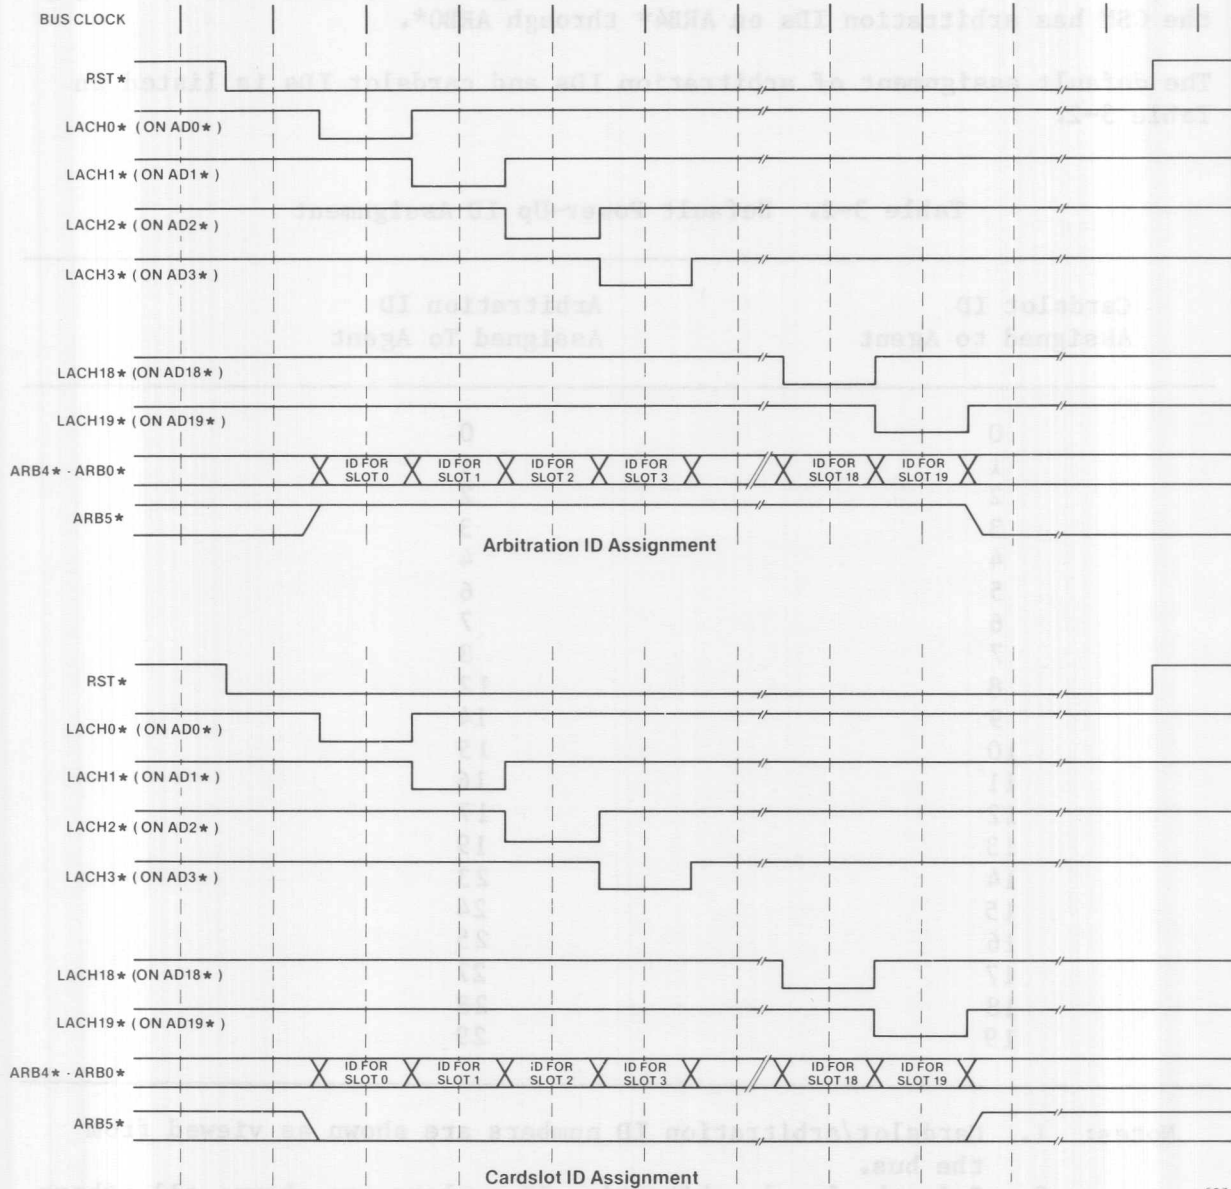 BUS CLOCK
RST*
LACH0* (ON AD0*)
LACH1* (ON AD1*)
LACH2* (ON AD2*)
LACH3* (ON AD3*)
LACH18* (ON AD18*)
LACH19* (ON AD19*)
ARB4* - ARB0*
ID FOR SLOT 0
ID FOR SLOT 1
ID FOR SLOT 2
ID FOR SLOT 3
ID FOR SLOT 18
ID FOR SLOT 19
ARB5*
Arbitration ID Assignment
RST*
LACH0* (ON AD0*)
LACH1* (ON AD1*)
LACH2* (ON AD2*)
LACH3* (ON AD3*)
LACH18* (ON AD18*)
LACH19* (ON AD19*)
ARB4* - ARB0*
ID FOR SLOT 0
ID FOR SLOT 1
ID FOR SLOT 2
ID FOR SLOT 3
ID FOR SLOT 18
ID FOR SLOT 19
ARB5*
Cardslot ID Assignment